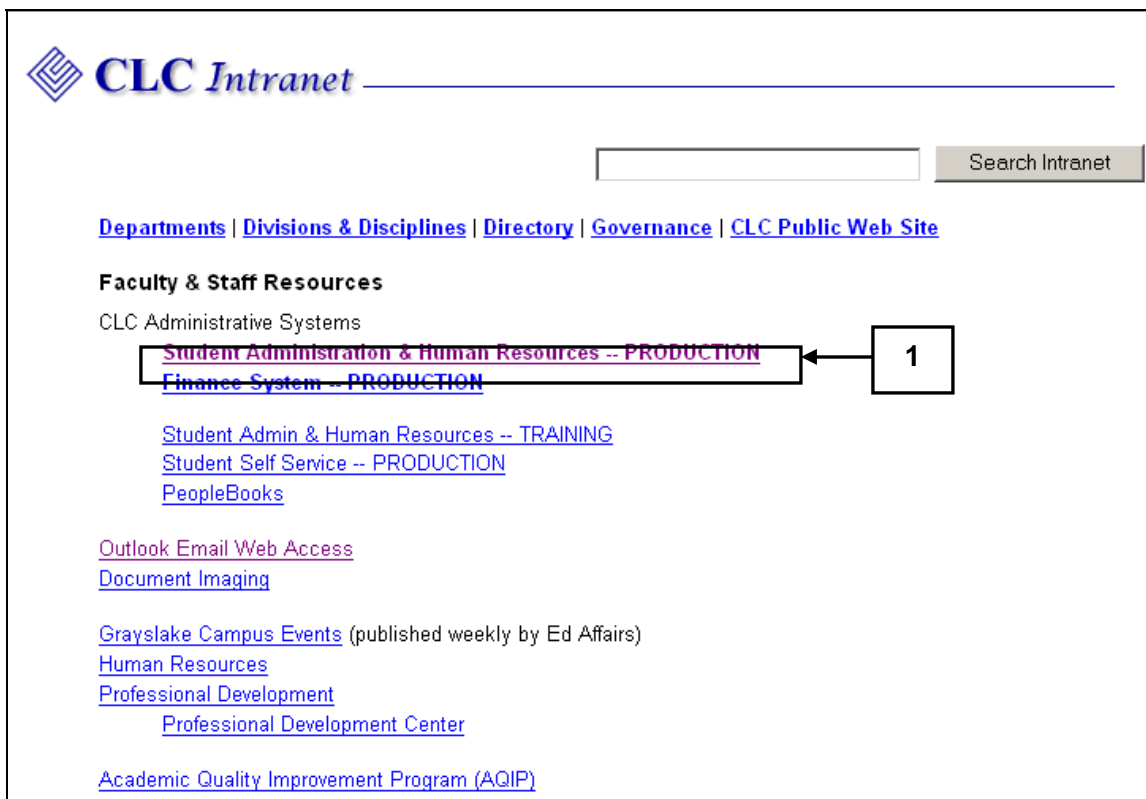 CLC Intranet
Search Intranet
Departments | Divisions & Disciplines | Directory | Governance | CLC Public Web Site
Faculty & Staff Resources
CLC Administrative Systems
Student Administration & Human Resources -- PRODUCTION
1
Finance System -- PRODUCTION
Student Admin & Human Resources -- TRAINING
Student Self Service -- PRODUCTION
PeopleBooks
Outlook Email Web Access
Document Imaging
Grayslake Campus Events (published weekly by Ed Affairs)
Human Resources
Professional Development
Professional Development Center
Academic Quality Improvement Program (AQIP)